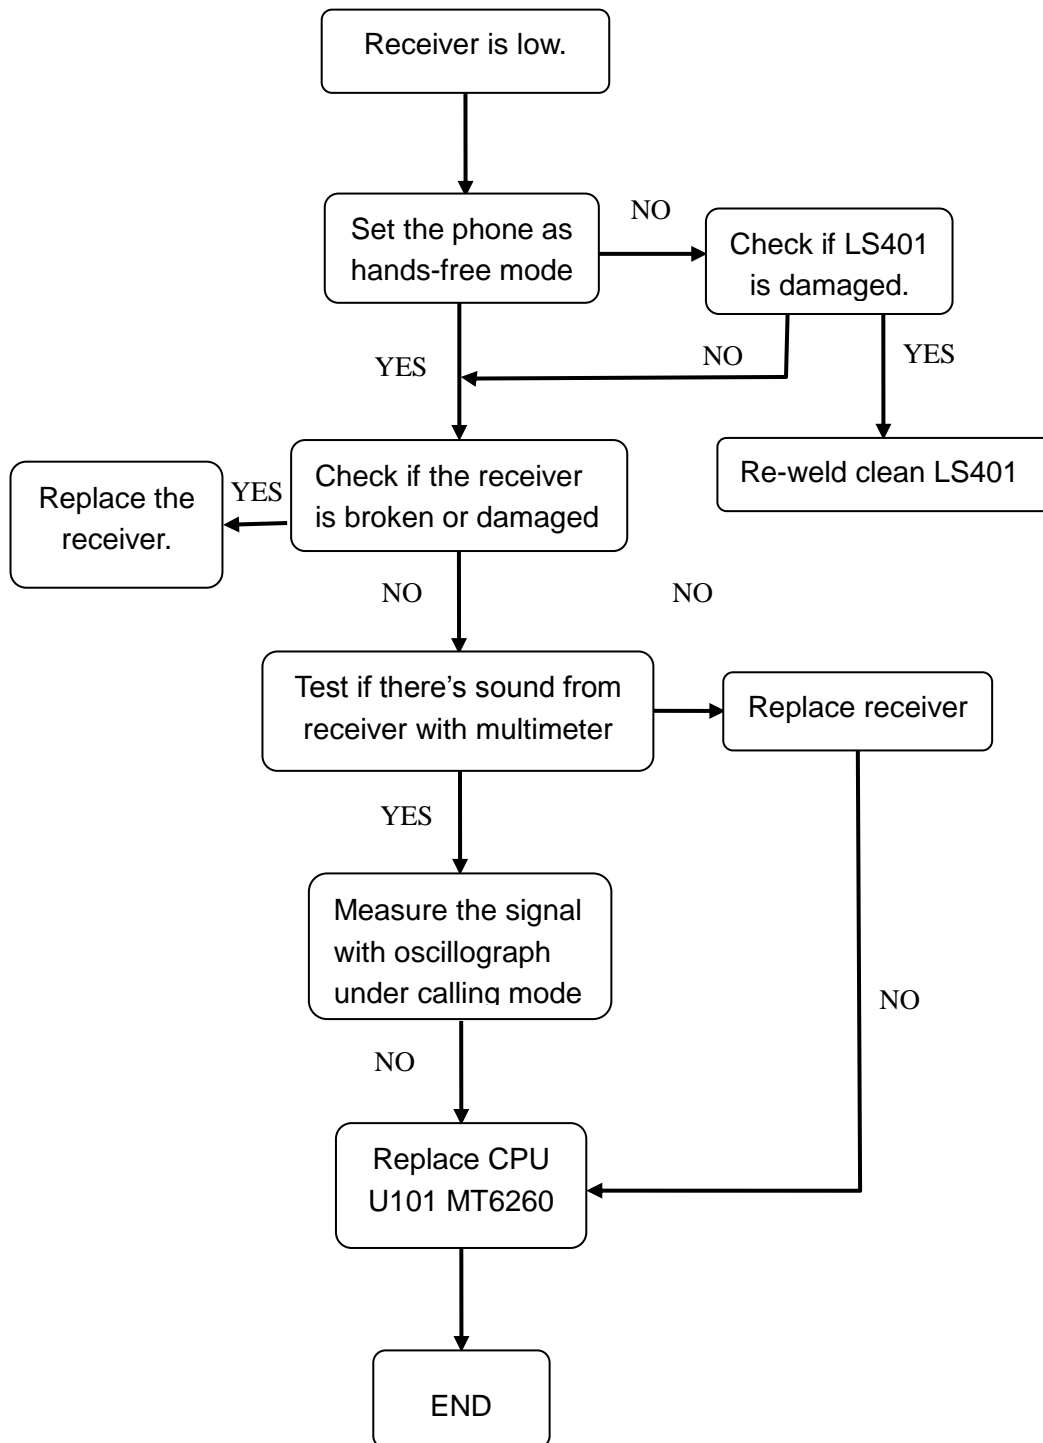 Receiver is low.
NO
Set the phone as
hands-free mode
Check if LS401
is damaged.
YES
NO
YES
Check if the receiver
is broken or damaged
Re-weld clean LS401
YES
Replace the
receiver.
NO
NO
Test if there's sound from
receiver with multimeter
Replace receiver
YES
Measure the signal
with oscillograph
under calling mode
NO
NO
Replace CPU
U101 MT6260
END